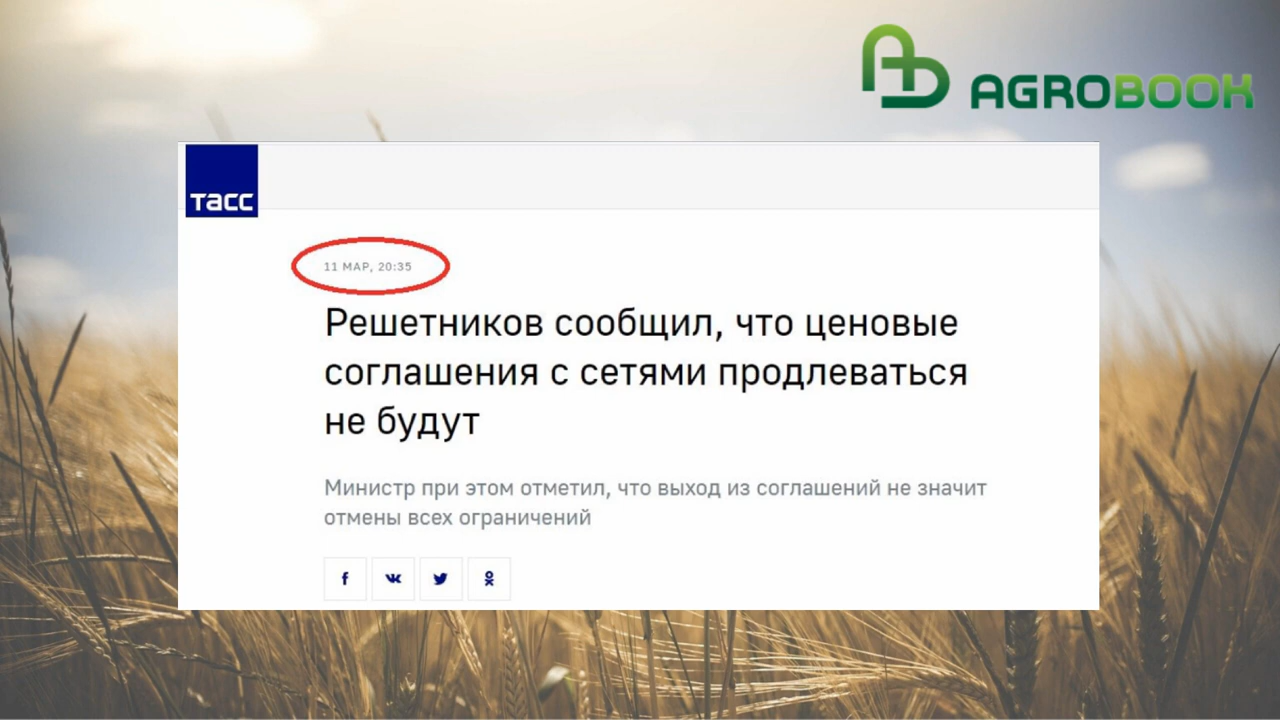 AGROBOOK
ТАСС
11 МАР, 20:35
Решетников сообщил, что ценовые
соглашения с сетями продлеваться
не будут
Министр при этом отметил, что выход из соглашений не значит
отмены всех ограничений